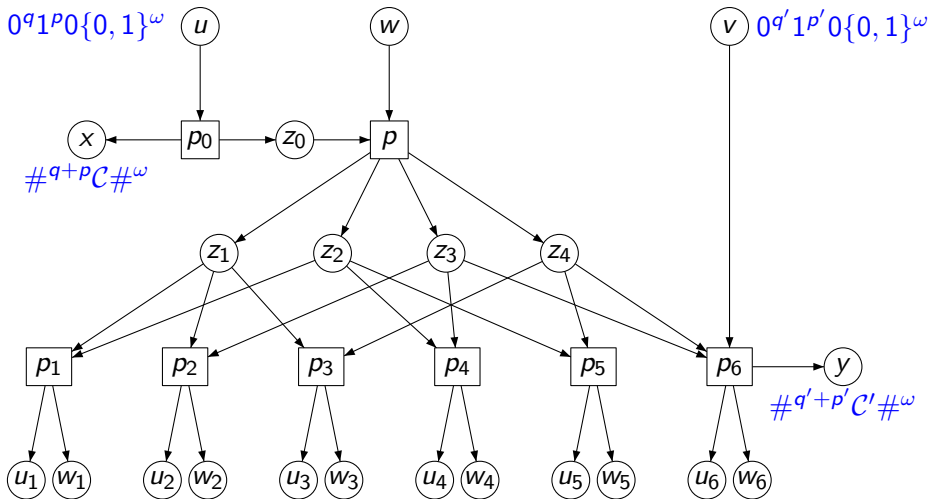 0^q1^p0{0, 1}^ω u w v 0^{q′}1^{p′}0{0, 1}^ω
x p₀ z₀ p
#^{q+p}𝒞#^ω
z₁ z₂ z₃ z₄
p₁ p₂ p₃ p₄ p₅ p₆ y
#^{q′+p′}𝒞′#^ω
u₁ w₁ u₂ w₂ u₃ w₃ u₄ w₄ u₅ w₅ u₆ w₆